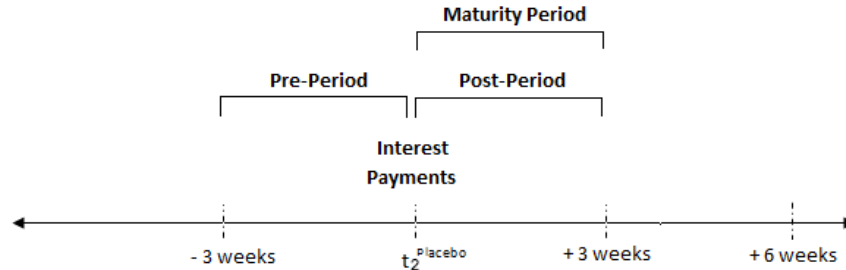 Maturity Period
Pre-Period Post-Period
Interest
Payments
- 3 weeks t₂ᴾˡᵃᶜᵉᵇᵒ + 3 weeks + 6 weeks